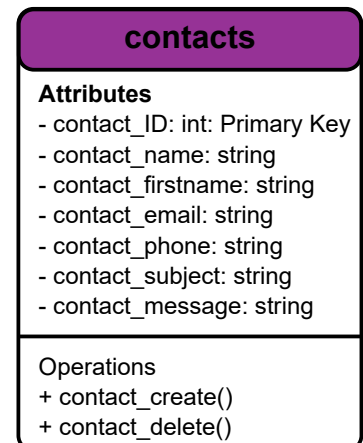 contacts
Attributes
- contact_ID: int: Primary Key
- contact_name: string
- contact_firstname: string
- contact_email: string
- contact_phone: string
- contact_subject: string
- contact_message: string
Operations
+ contact_create()
+ contact_delete()